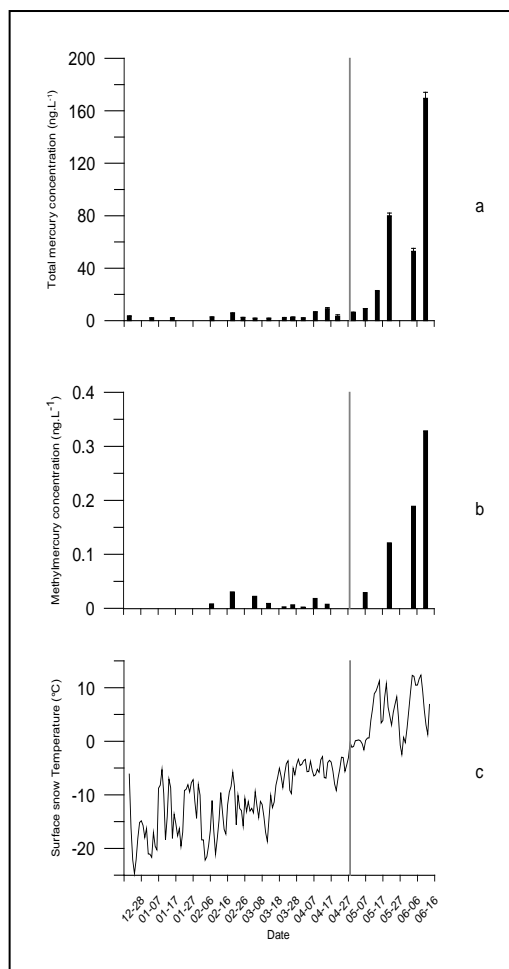 Total mercury concentration (ng.L-1)
200
160
120
80
40
0
a
Methylmercury concentration (ng.L-1)
0.4
0.3
0.2
0.1
0
b
Surface snow Temperature (°C)
10
0
-10
-20
c
12-28 01-07 01-17 01-27 02-06 02-16 02-26 03-08 03-18 03-28 04-07 04-17 04-27 05-07 05-17 05-27 06-06 06-16
Date